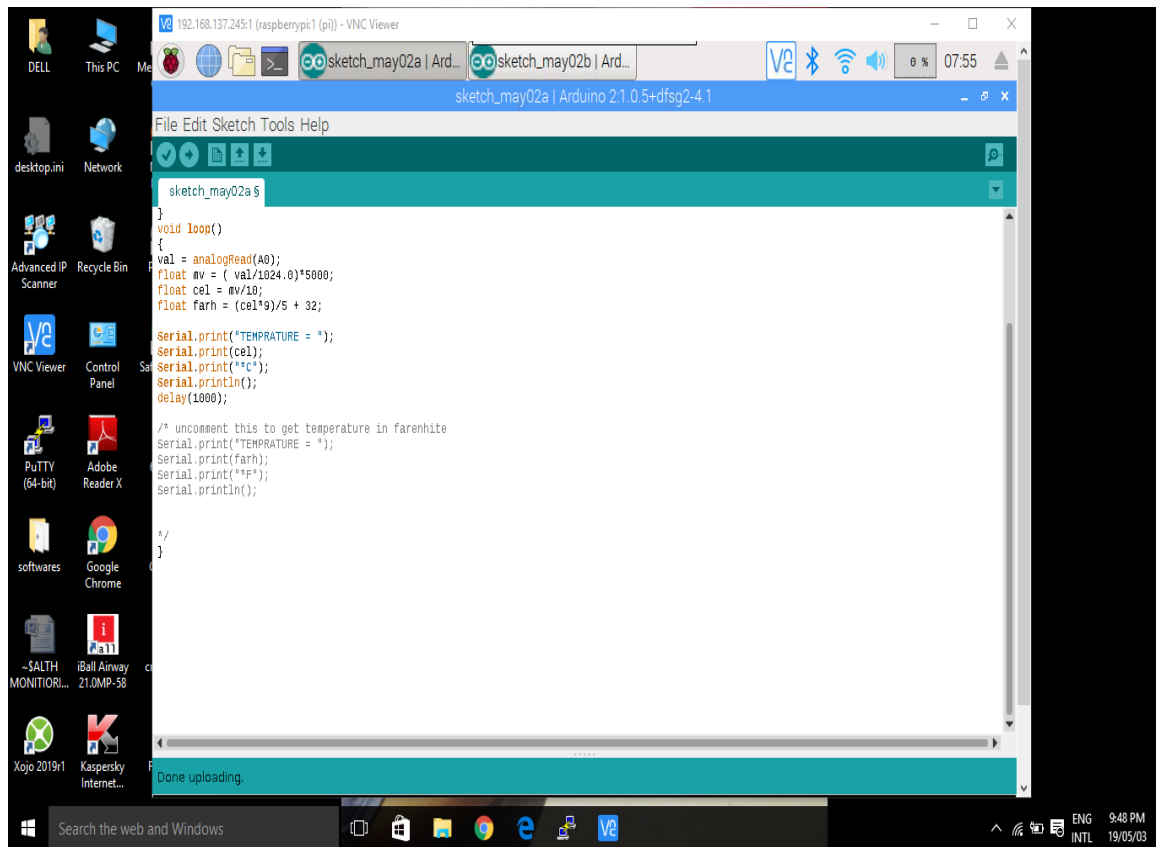 192.168.137.245:1 (raspberrypi:1 (pi)) - VNC Viewer
sketch_may02a | Ard...
sketch_may02b | Ard...
0 %
07:55
sketch_may02a | Arduino 2:1.0.5+dfsg2-4.1
File Edit Sketch Tools Help
sketch_may02a §
}
void loop()
{
val = analogRead(A0);
float mv = ( val/1024.0)*5000;
float cel = mv/10;
float farh = (cel*9)/5 + 32;
Serial.print("TEMPRATURE = ");
Serial.print(cel);
Serial.print("*C");
Serial.println();
delay(1000);
/* uncomment this to get temperature in farenhite
Serial.print("TEMPRATURE = ");
Serial.print(farh);
Serial.print("*F");
Serial.println();
*/
}
Done uploading.
DELL
This PC
desktop.ini
Network
Advanced IP
Scanner
Recycle Bin
VNC Viewer
Control
Panel
PuTTY
(64-bit)
Adobe
Reader X
softwares
Google
Chrome
~$ALTH
MONITIORI...
iBall Airway
21.0MP-58
Xojo 2019r1
Kaspersky
Internet...
Search the web and Windows
ENG
INTL
9:48 PM
19/05/03